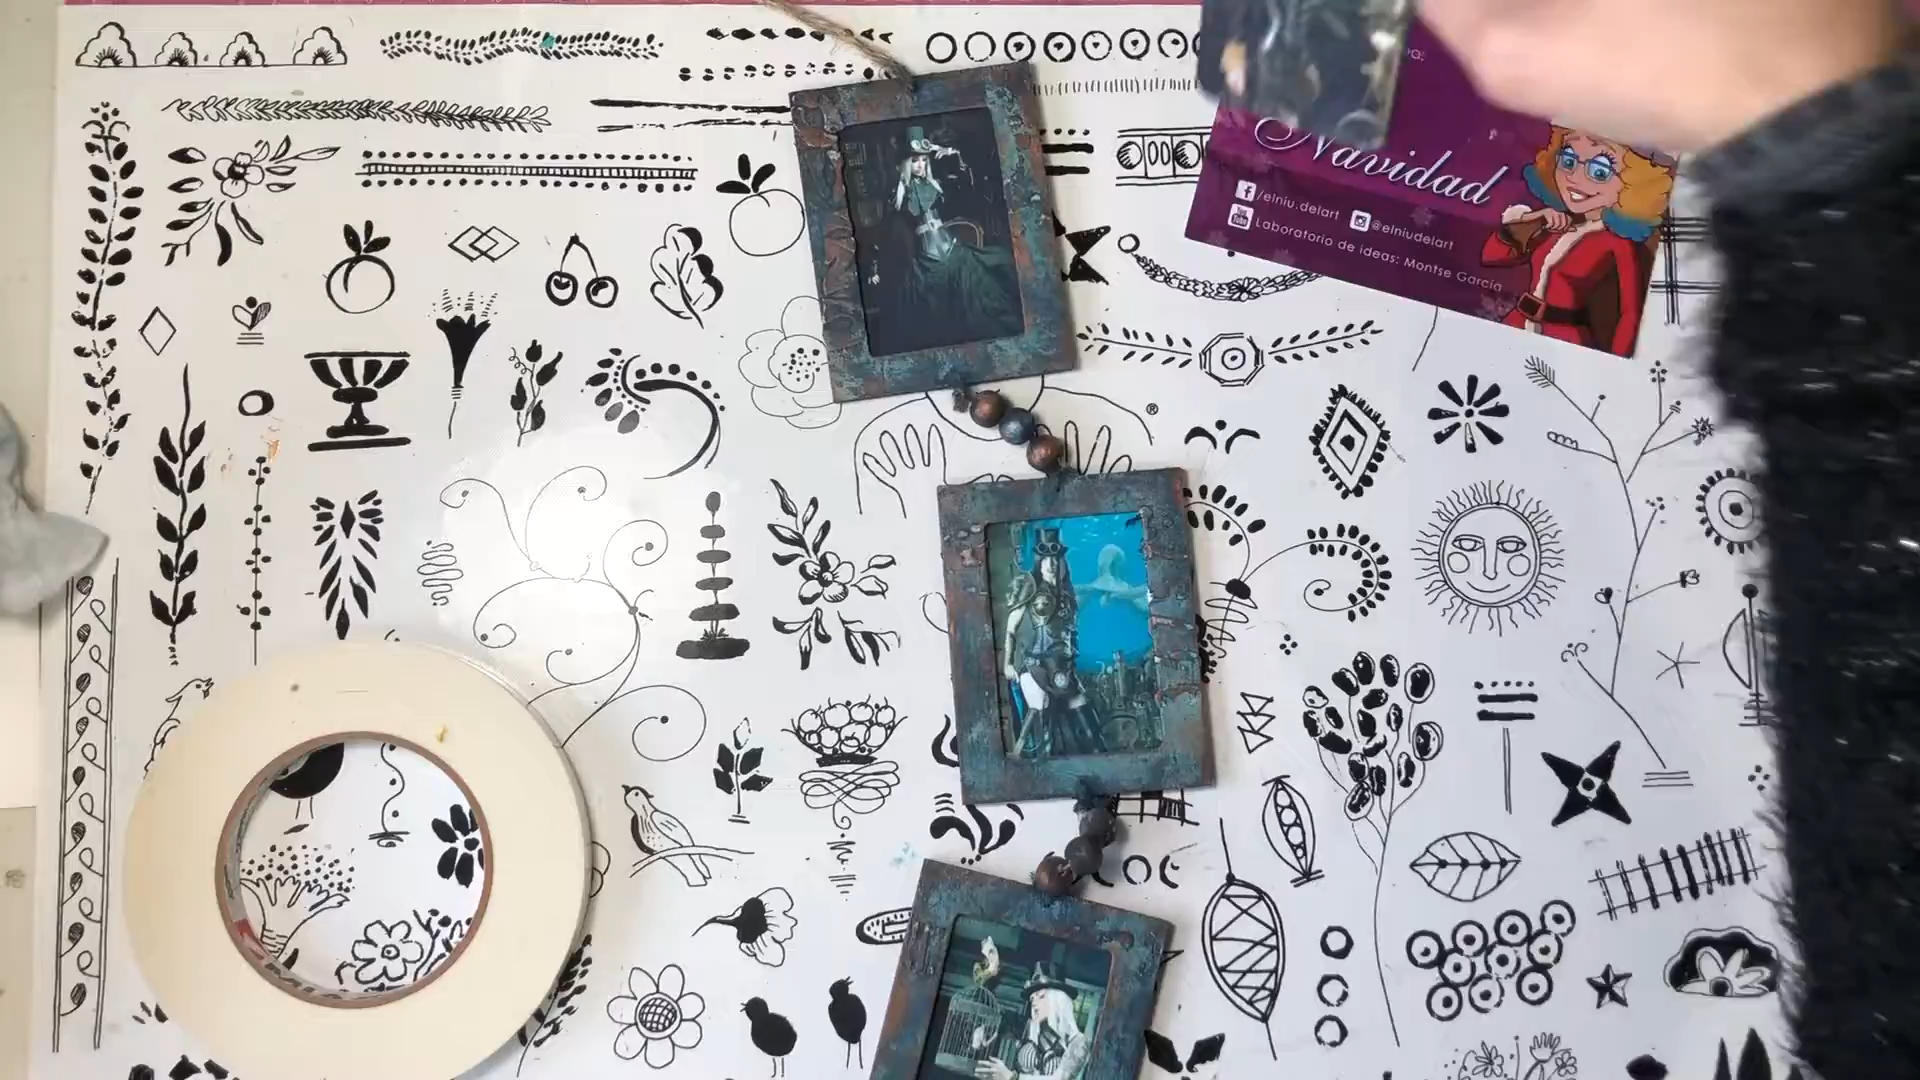 Navidad
/elniu.delart @elniudelart
Laboratorio de ideas: Montse García
®